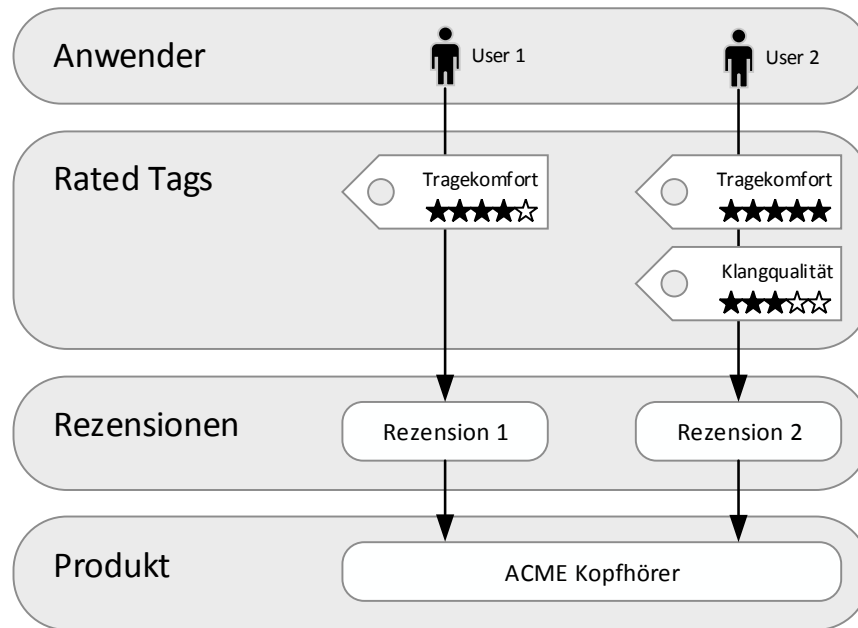 Anwender
User 1
User 2
Rated Tags
Tragekomfort
Tragekomfort
Klangqualität
Rezensionen
Rezension 1
Rezension 2
Produkt
ACME Kopfhörer